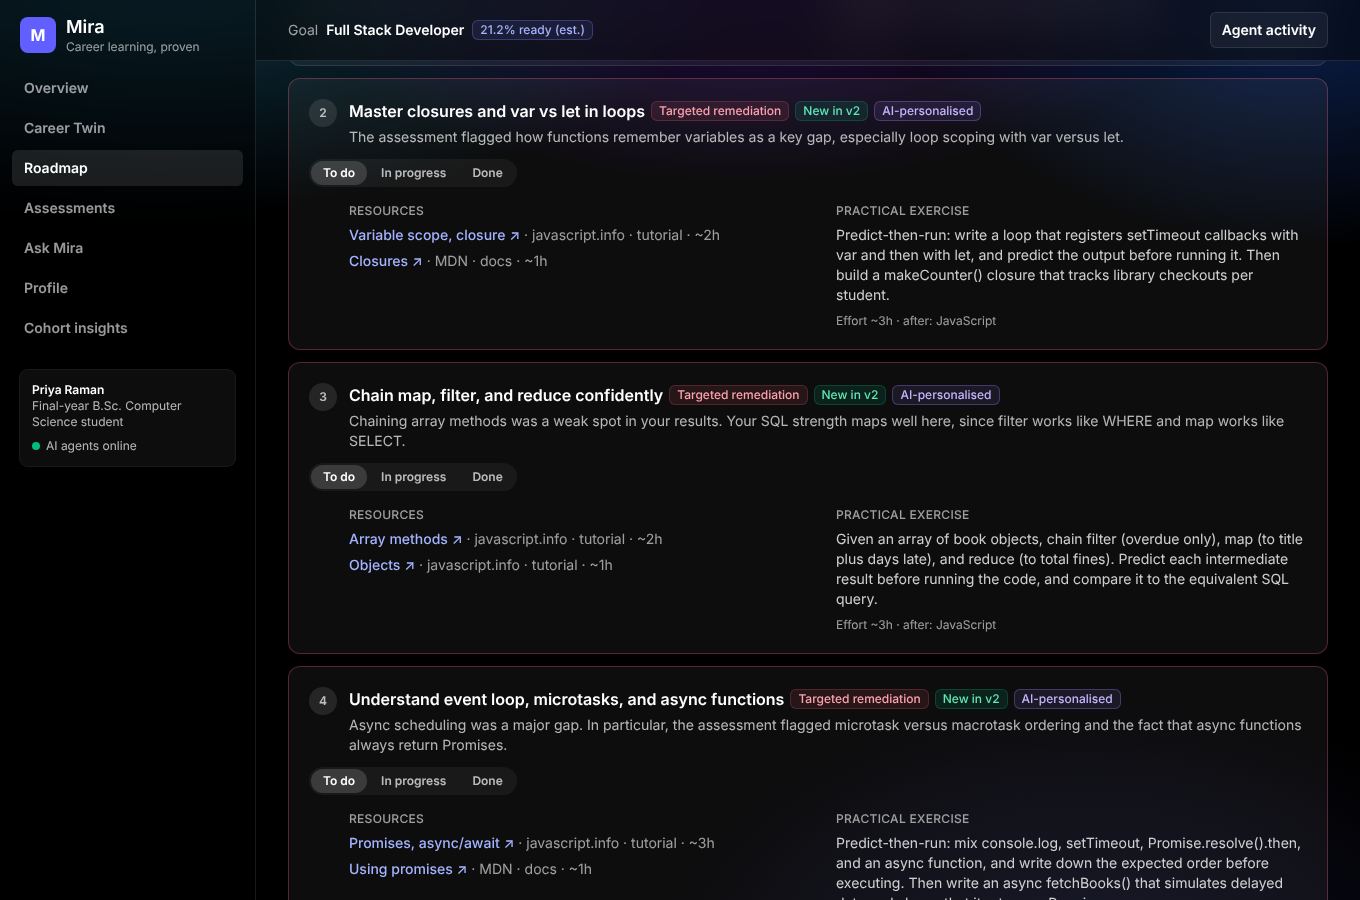 M
Mira
Career learning, proven
Overview
Career Twin
Roadmap
Assessments
Ask Mira
Profile
Cohort insights
Priya Raman
Final-year B.Sc. Computer
Science student
AI agents online
Goal Full Stack Developer 21.2% ready (est.)
Agent activity
2 Master closures and var vs let in loops Targeted remediation New in v2 AI-personalised
The assessment flagged how functions remember variables as a key gap, especially loop scoping with var versus let.
To do In progress Done
RESOURCES
Variable scope, closure ↗ · javascript.info · tutorial · ~2h
Closures ↗ · MDN · docs · ~1h
PRACTICAL EXERCISE
Predict-then-run: write a loop that registers setTimeout callbacks with
var and then with let, and predict the output before running it. Then
build a makeCounter() closure that tracks library checkouts per
student.
Effort ~3h · after: JavaScript
3 Chain map, filter, and reduce confidently Targeted remediation New in v2 AI-personalised
Chaining array methods was a weak spot in your results. Your SQL strength maps well here, since filter works like WHERE and map works like
SELECT.
To do In progress Done
RESOURCES
Array methods ↗ · javascript.info · tutorial · ~2h
Objects ↗ · javascript.info · tutorial · ~1h
PRACTICAL EXERCISE
Given an array of book objects, chain filter (overdue only), map (to title
plus days late), and reduce (to total fines). Predict each intermediate
result before running the code, and compare it to the equivalent SQL
query.
Effort ~3h · after: JavaScript
4 Understand event loop, microtasks, and async functions Targeted remediation New in v2 AI-personalised
Async scheduling was a major gap. In particular, the assessment flagged microtask versus macrotask ordering and the fact that async functions
always return Promises.
To do In progress Done
RESOURCES
Promises, async/await ↗ · javascript.info · tutorial · ~3h
Using promises ↗ · MDN · docs · ~1h
PRACTICAL EXERCISE
Predict-then-run: mix console.log, setTimeout, Promise.resolve().then,
and an async function, and write down the expected order before
executing. Then write an async fetchBooks() that simulates delayed